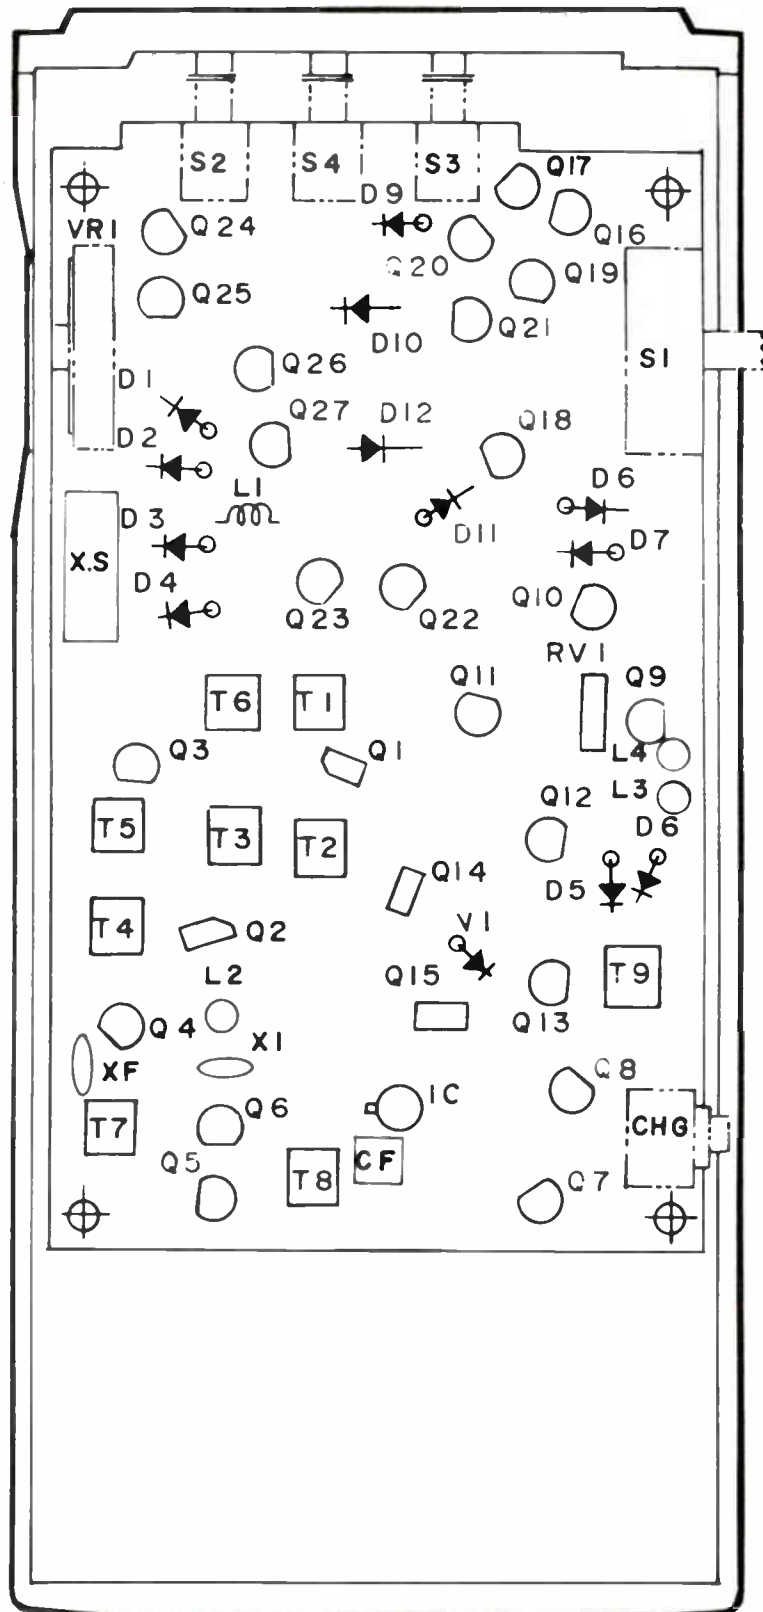 S2 S4 S3 Q17
D9
VR1 Q24 Q20 Q16
Q25 Q19
D10 Q21 S1
D1 Q26
D2 Q27 D12 Q18
L1 D6
X.S D3 D11 D7
D4 Q23 Q22 Q10
RV1
T6 T1 Q11 Q9
Q3 Q1 L4
L3
T5 T3 T2 Q12 D6
Q14 D5
T4 Q2 V1
L2 Q15 T9
Q4 X1 Q13
XF Q8
T7 Q6 IC CHG
Q5 T8 CF Q7